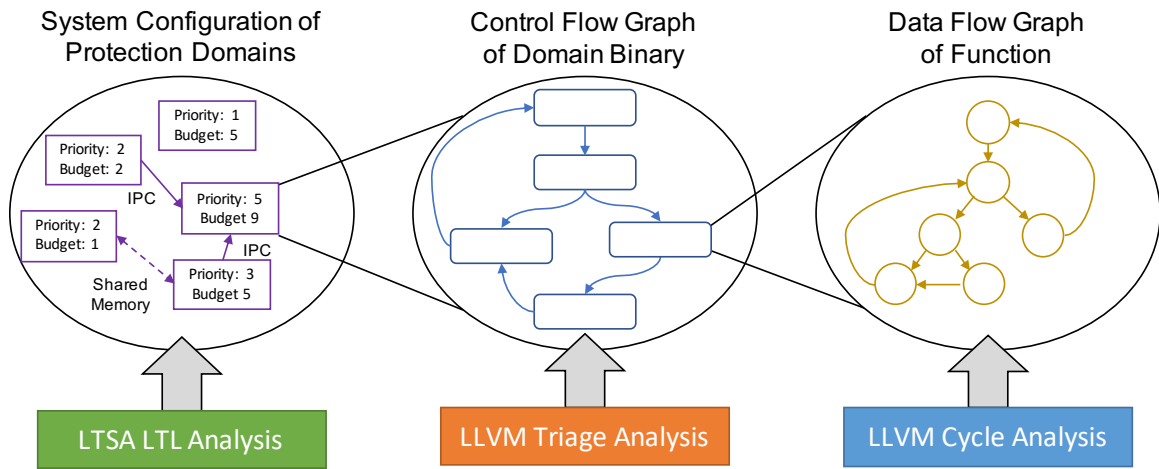 System Configuration of
Protection Domains
Control Flow Graph
of Domain Binary
Data Flow Graph
of Function
Priority: 1
Budget: 5
Priority: 2
Budget: 2
IPC
Priority: 5
Budget 9
Priority: 2
Budget: 1
IPC
Shared
Memory
Priority: 3
Budget 5
LTSA LTL Analysis
LLVM Triage Analysis
LLVM Cycle Analysis